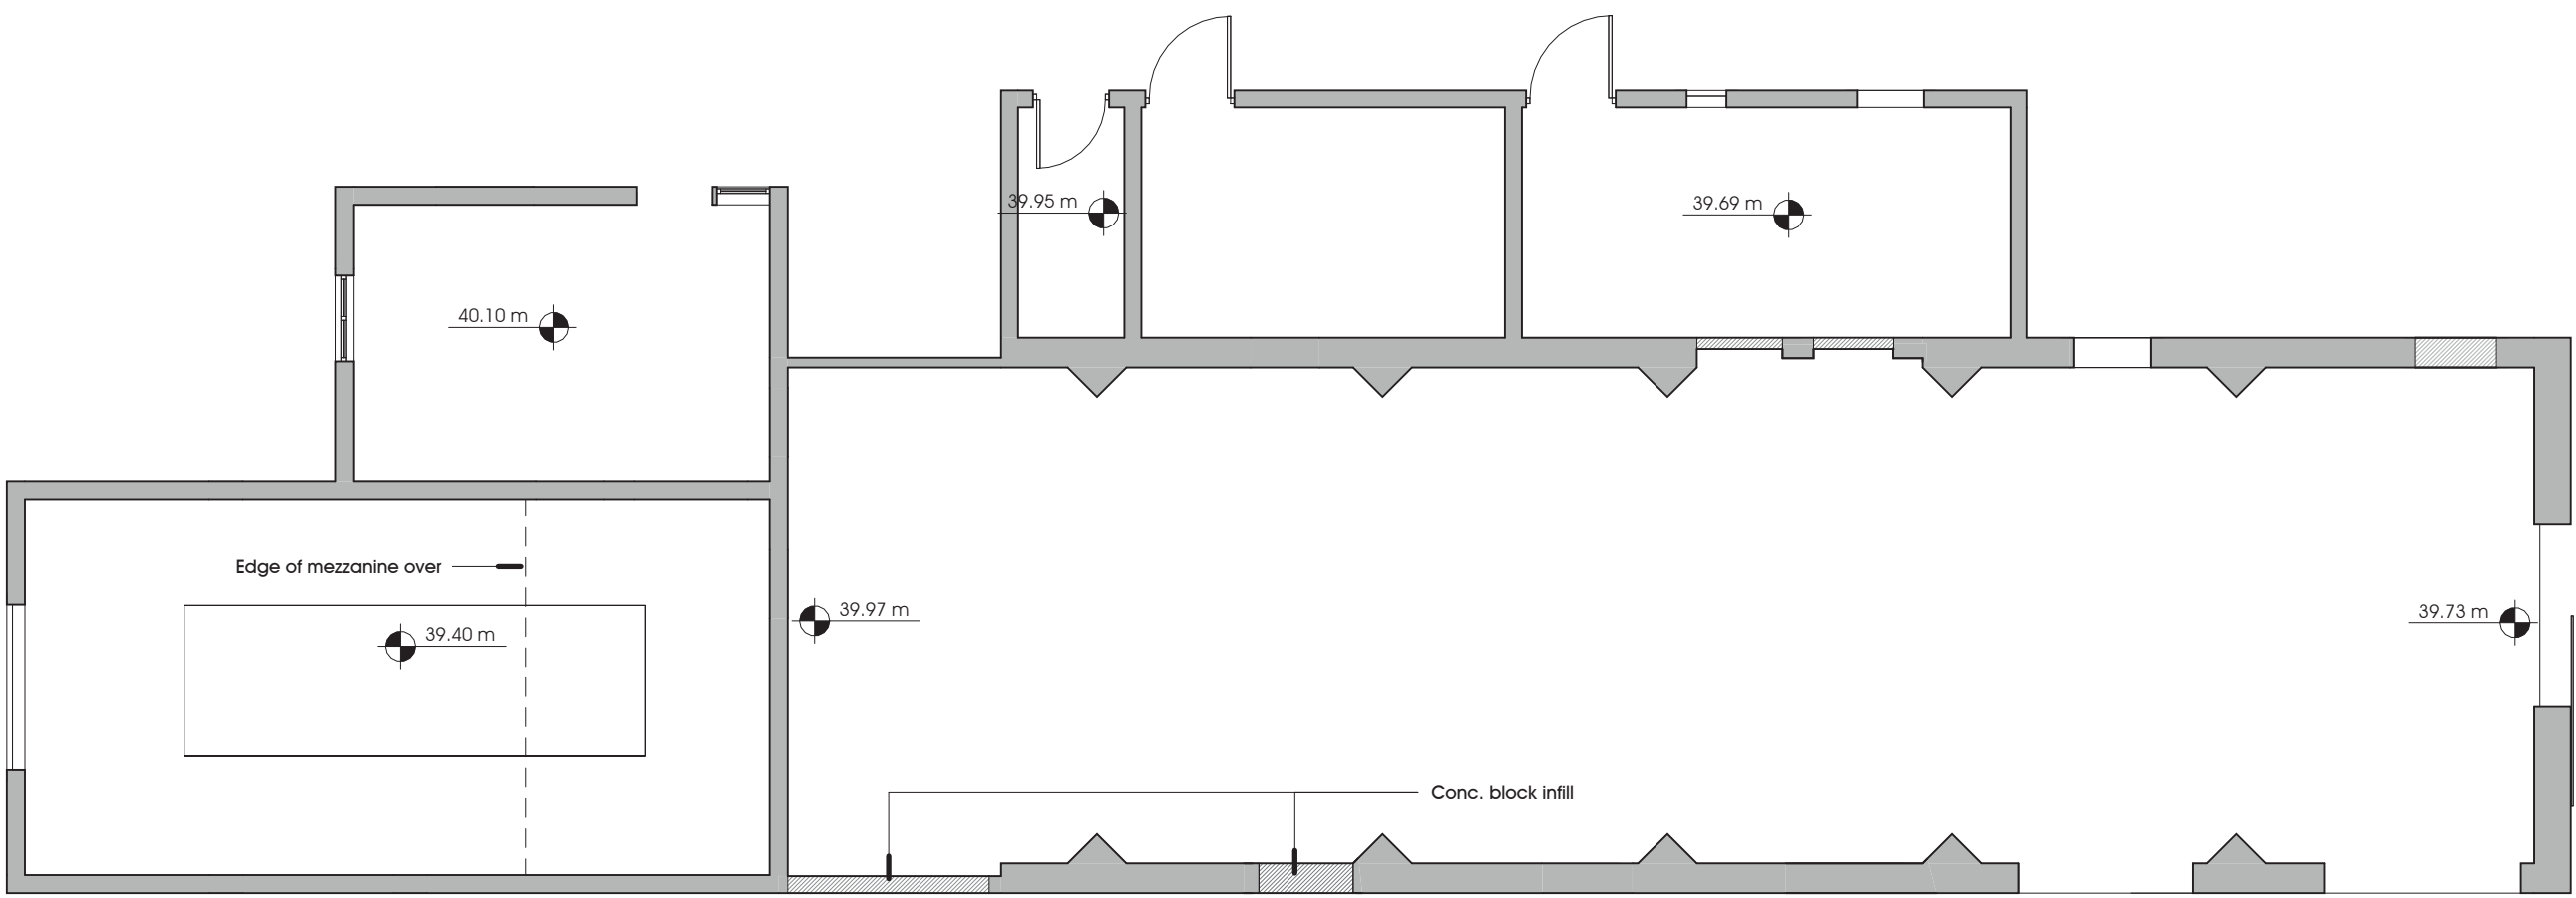 39.95 m
39.69 m
40.10 m
Edge of mezzanine over
39.97 m
39.73 m
39.40 m
Conc. block infill